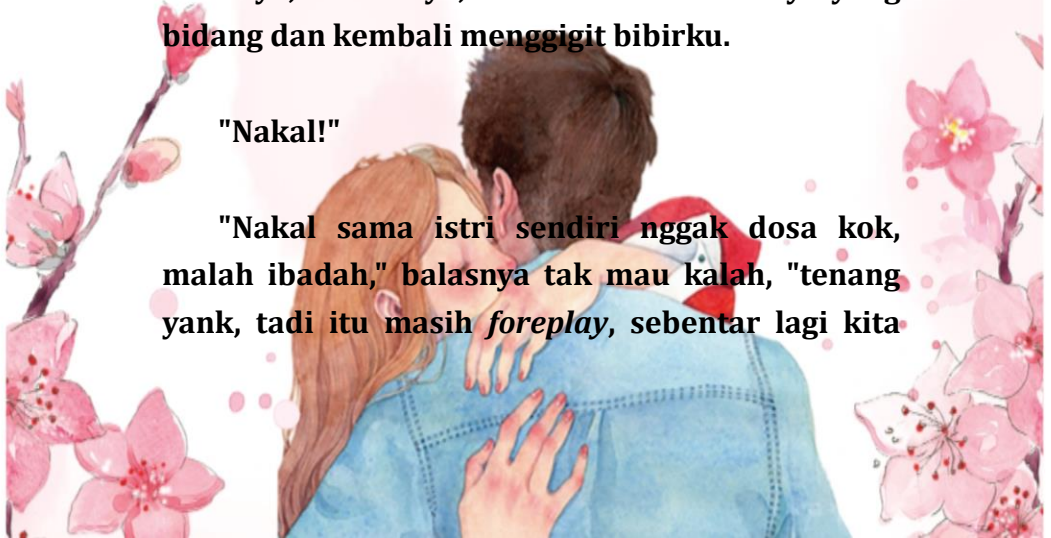 bidang dan kembali menggigit bibirku.
"Nakal!"
"Nakal sama istri sendiri nggak dosa kok,
malah ibadah," balasnya tak mau kalah, "tenang
yank, tadi itu masih foreplay, sebentar lagi kita